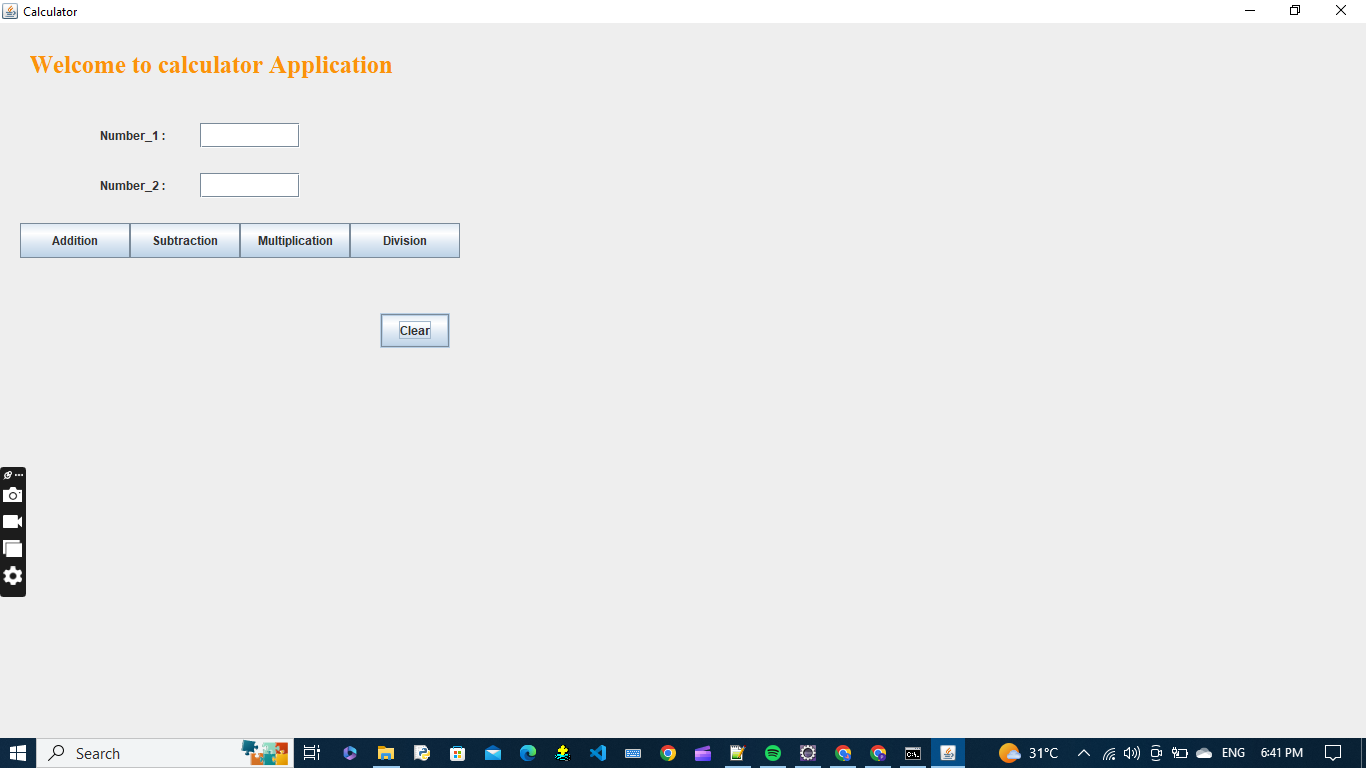 Calculator
Welcome to calculator Application
Number_1 :
Number_2 :
Addition Subtraction Multiplication Division
Clear
Search 31°C ENG 6:41 PM